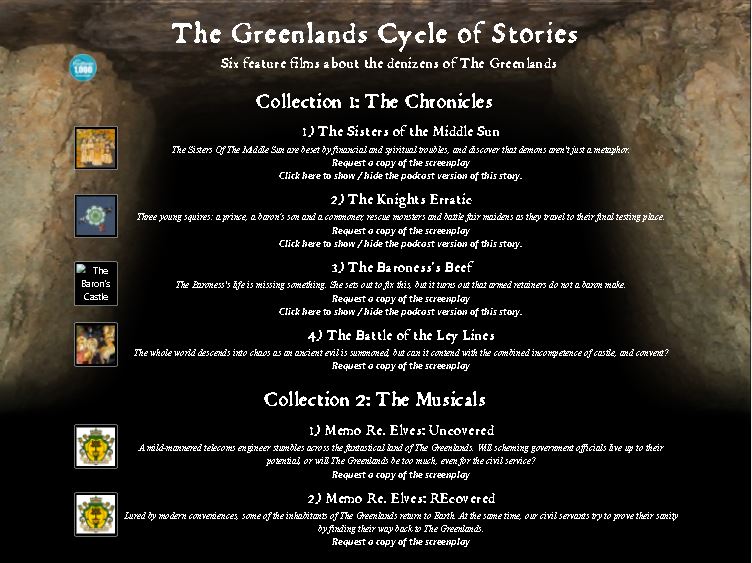 The Greenlands Cycle of Stories
Six feature films about the denizens of The Greenlands
1,000
Collection 1: The Chronicles
1.) The Sisters of the Middle Sun
The Sisters Of The Middle Sun are beset by financial and spiritual troubles, and discover that demons aren't just a metaphor.
Request a copy of the screenplay
Click here to show / hide the podcast version of this story.
2.) The Knights Erratic
Three young squires: a prince, a baron's son and a commoner, rescue monsters and battle fair maidens as they travel to their final testing place.
Request a copy of the screenplay
Click here to show / hide the podcast version of this story.
The
Baron's
Castle
3.) The Baroness's Beef
The Baroness's life is missing something. She sets out to fix this, but it turns out that armed retainers do not a baron make.
Request a copy of the screenplay
Click here to show / hide the podcast version of this story.
4.) The Battle of the Ley Lines
The whole world descends into chaos as an ancient evil is summoned, but can it contend with the combined incompetence of castle, and convent?
Request a copy of the screenplay
Collection 2: The Musicals
1.) Memo Re. Elves: Uncovered
A mild-mannered telecoms engineer stumbles across the fantastical land of The Greenlands. Will scheming government officials live up to their
potential, or will The Greenlands be too much, even for the civil service?
Request a copy of the screenplay
2.) Memo Re. Elves: REcovered
Lured by modern conveniences, some of the inhabitants of The Greenlands return to Earth. At the same time, our civil servants try to prove their sanity
by finding their way back to The Greenlands.
Request a copy of the screenplay